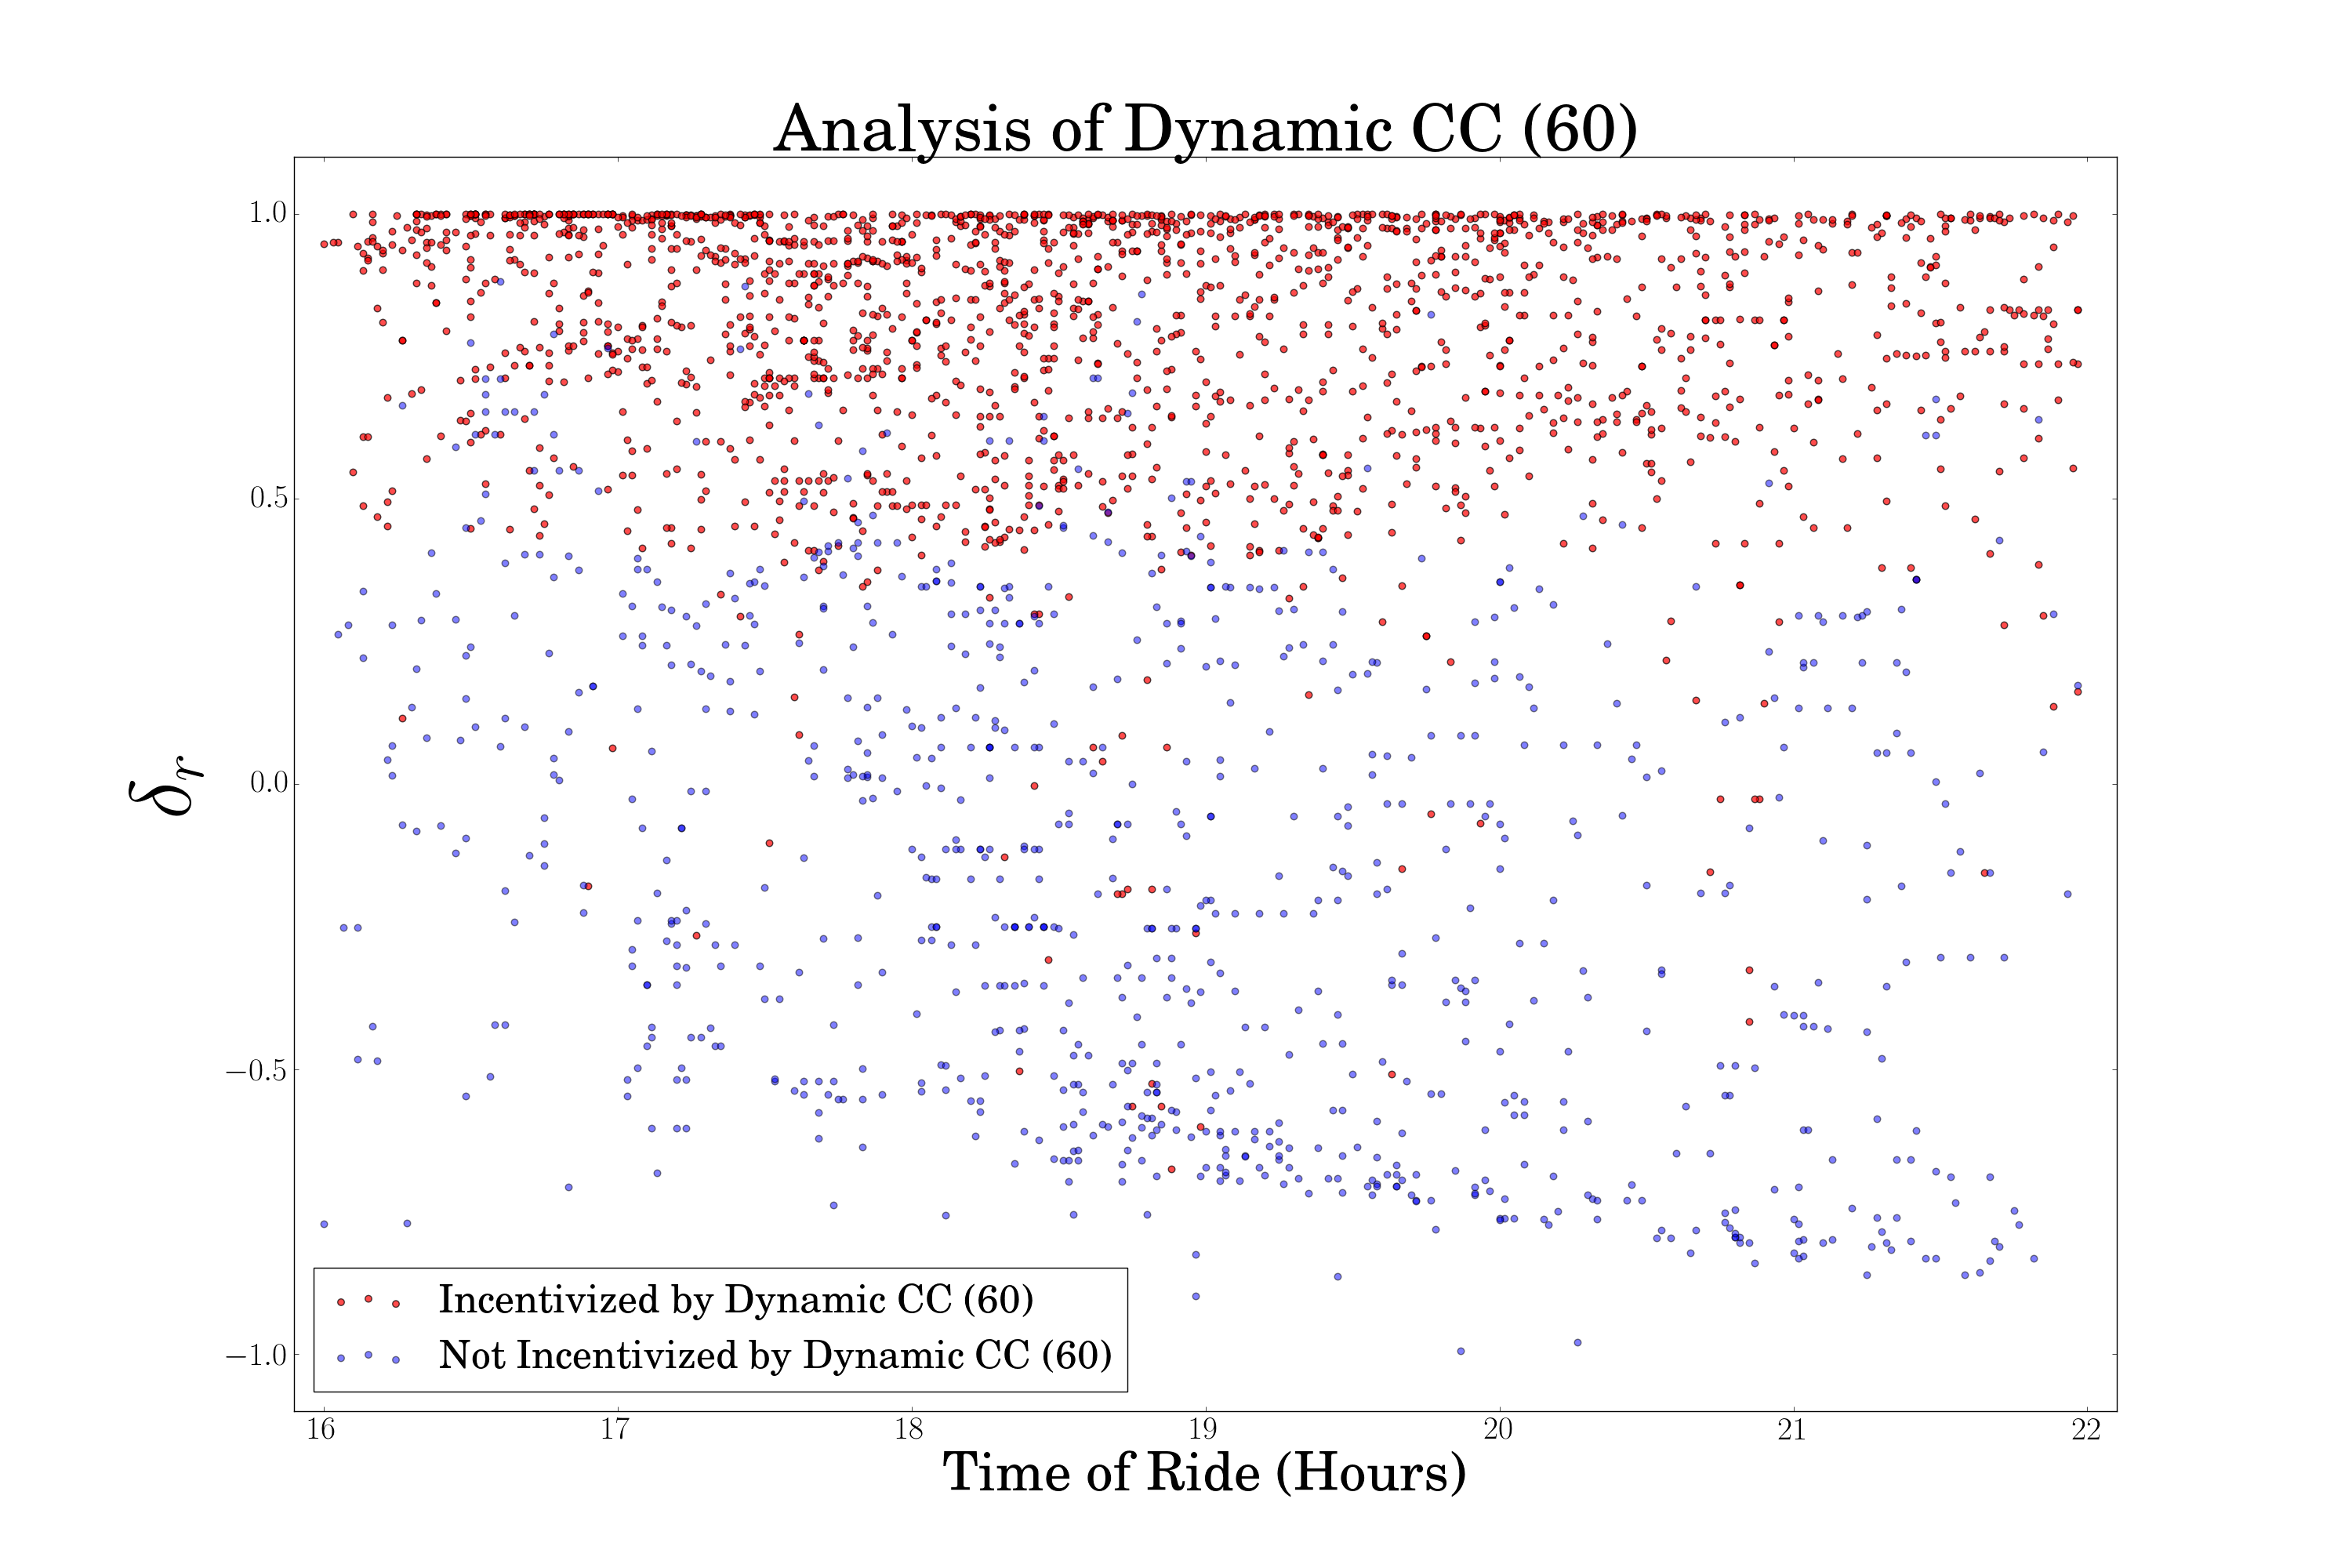 Analysis of Dynamic CC (60)
1.0
0.5
0.0
−0.5
−1.0
δr
Incentivized by Dynamic CC (60)
Not Incentivized by Dynamic CC (60)
16 17 18 19 20 21 22
Time of Ride (Hours)